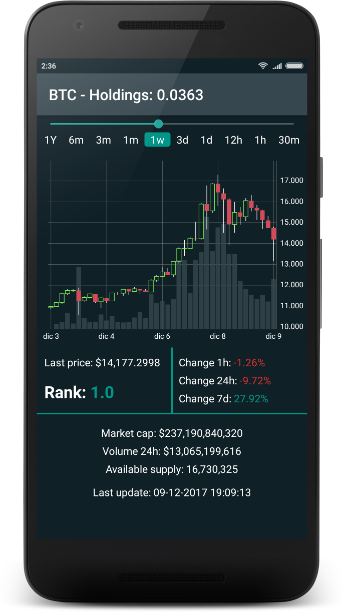 2:36
BTC - Holdings: 0.0363
1Y 6m 3m 1m 1w 3d 1d 12h 1h 30m
17.000
16.000
15.000
14.000
13.000
12.000
11.000
10.000
dic 3 dic 4 dic 6 dic 8 dic 9
Last price: $14,177.2998
Rank: 1.0
Change 1h: -1.26%
Change 24h: -9.72%
Change 7d: 27.92%
Market cap: $237,190,840,320
Volume 24h: $13,065,199,616
Available supply: 16,730,325
Last update: 09-12-2017 19:09:13